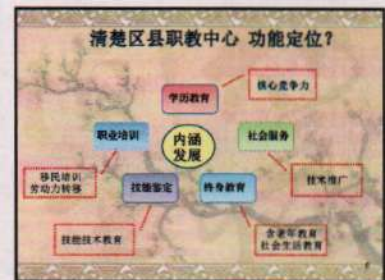 清楚区县职教中心 功能定位？
核心竞争力
学历教育
职业培训
内涵
发展
社会服务
移民培训
劳动力转移
技能鉴定
终身教育
技术推广
技能技术教育
含老年教育
社会生活教育